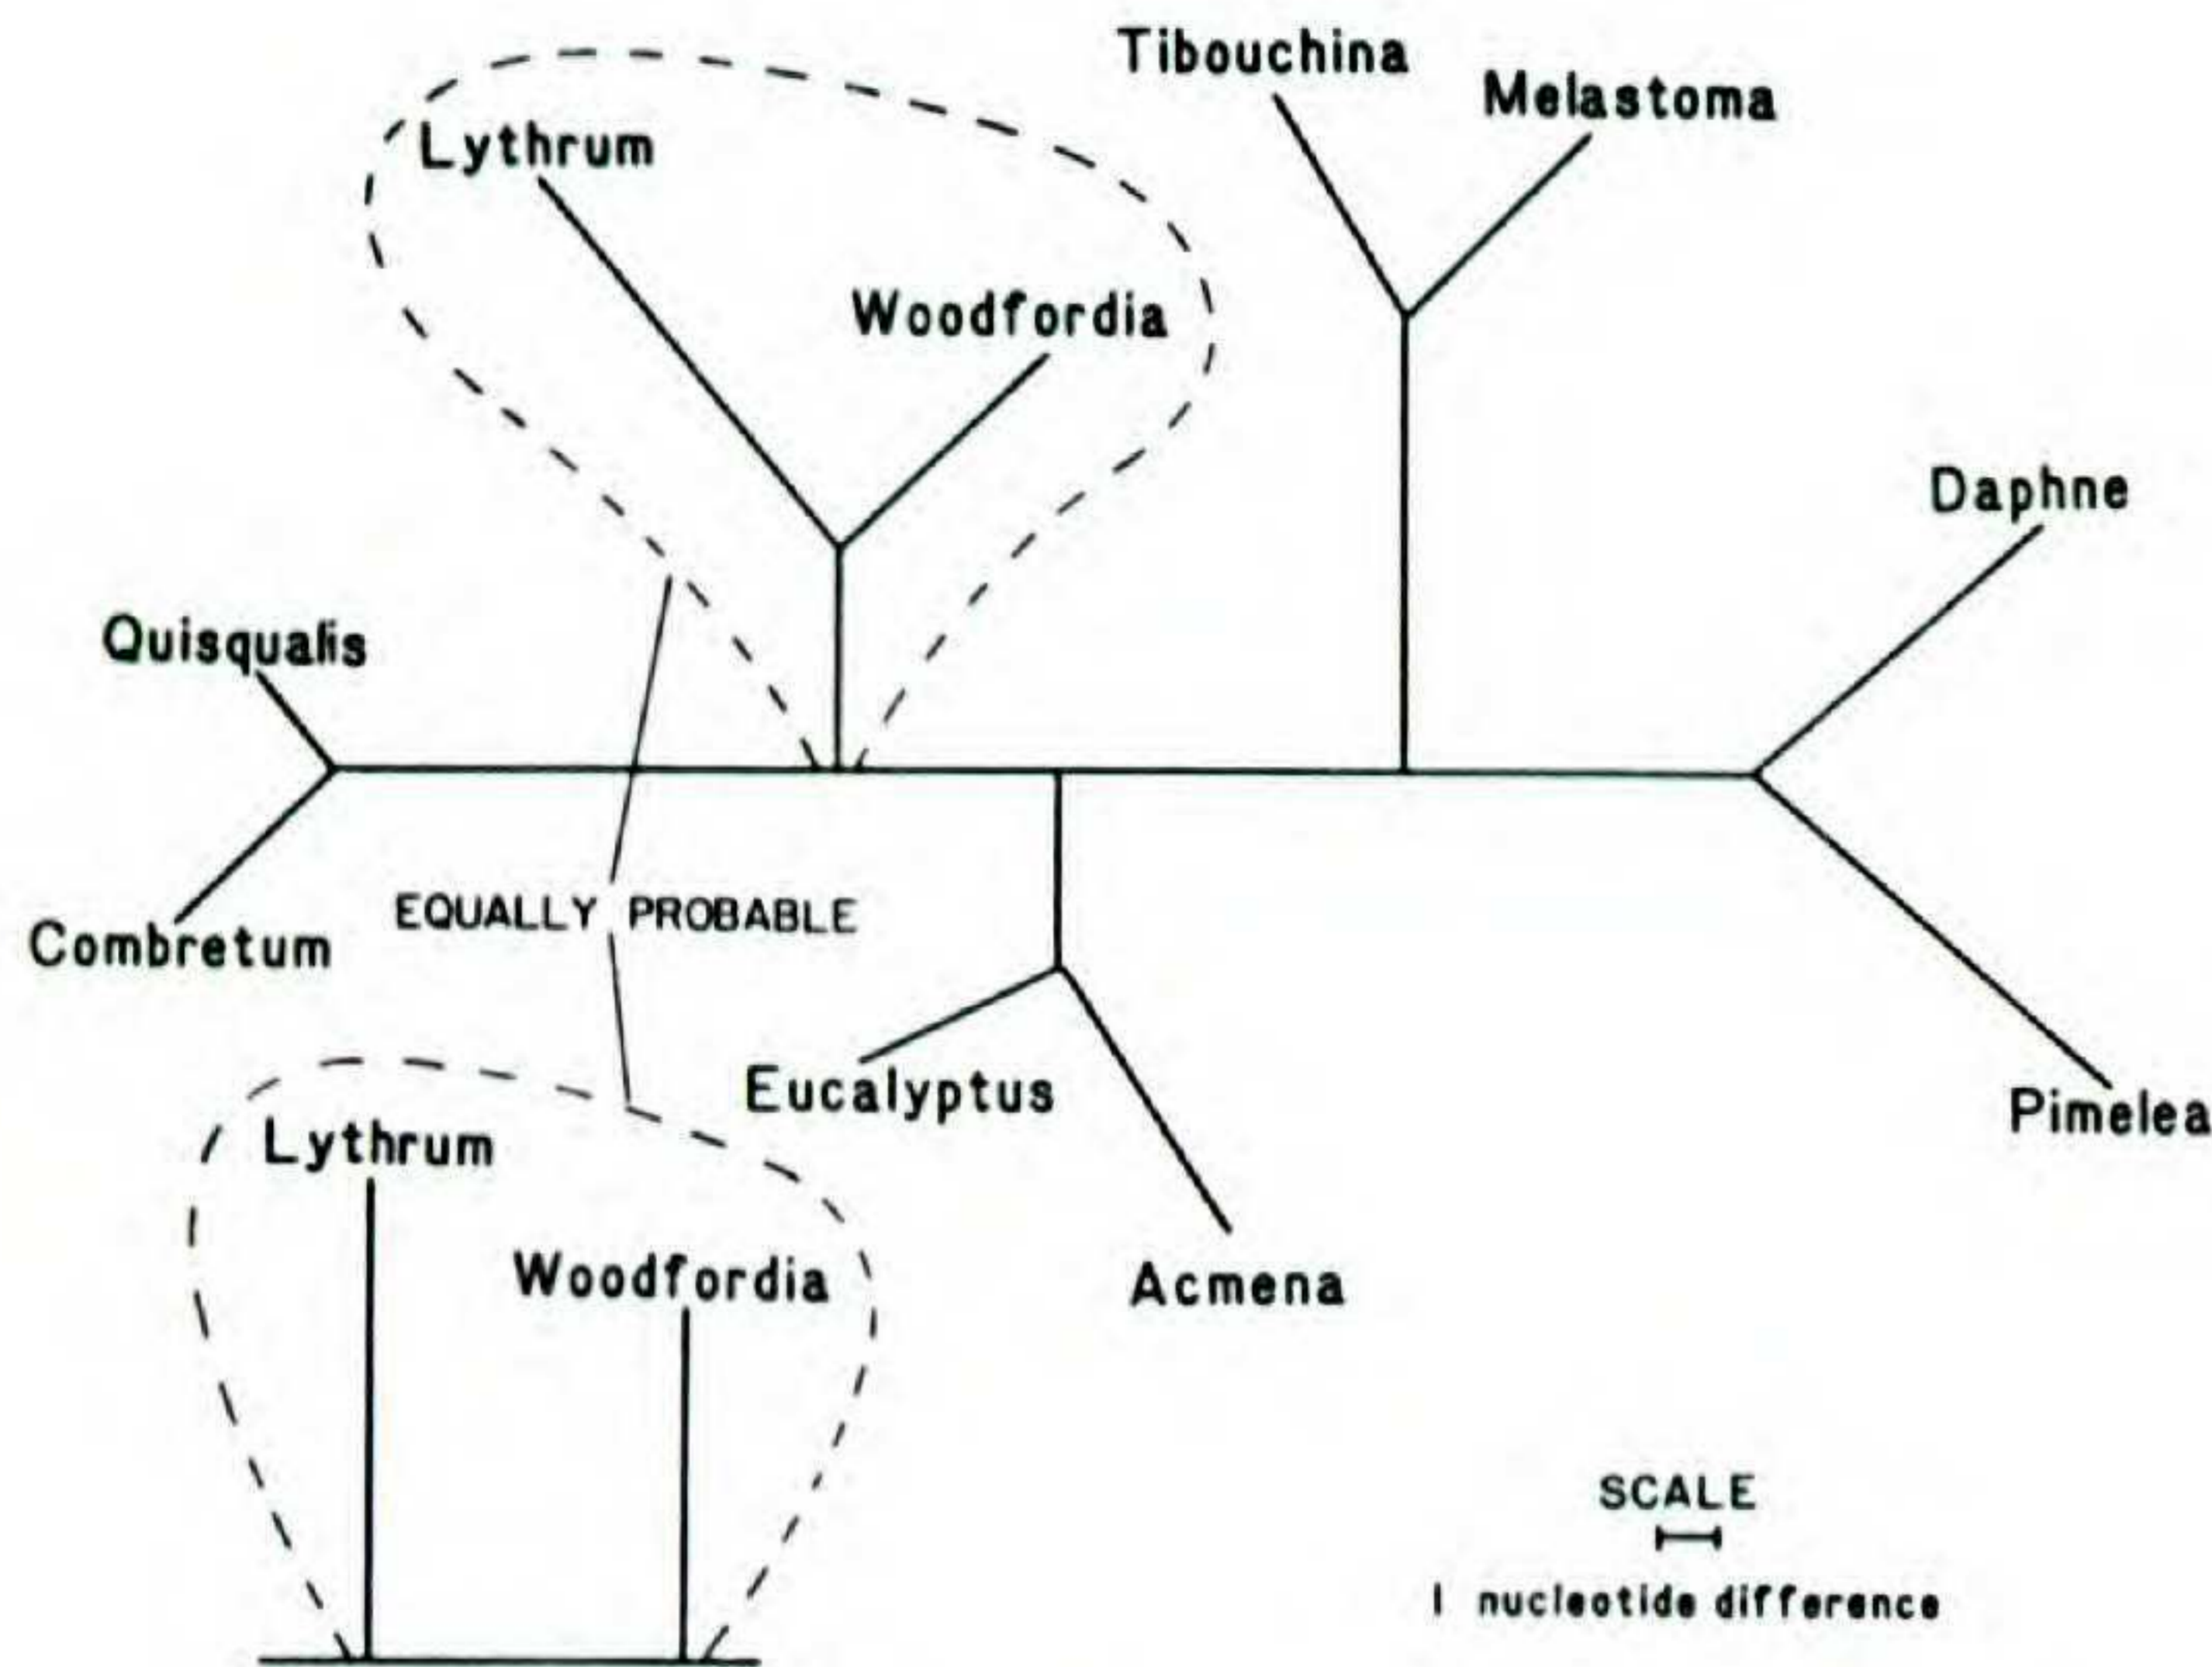 Tibouchina
Melastoma
Lythrum
Woodfordia
Daphne
Quisqualis
Combretum
EQUALLY PROBABLE
Eucalyptus
Pimelea
Lythrum
Woodfordia
Acmena
SCALE
1 nucleotide difference